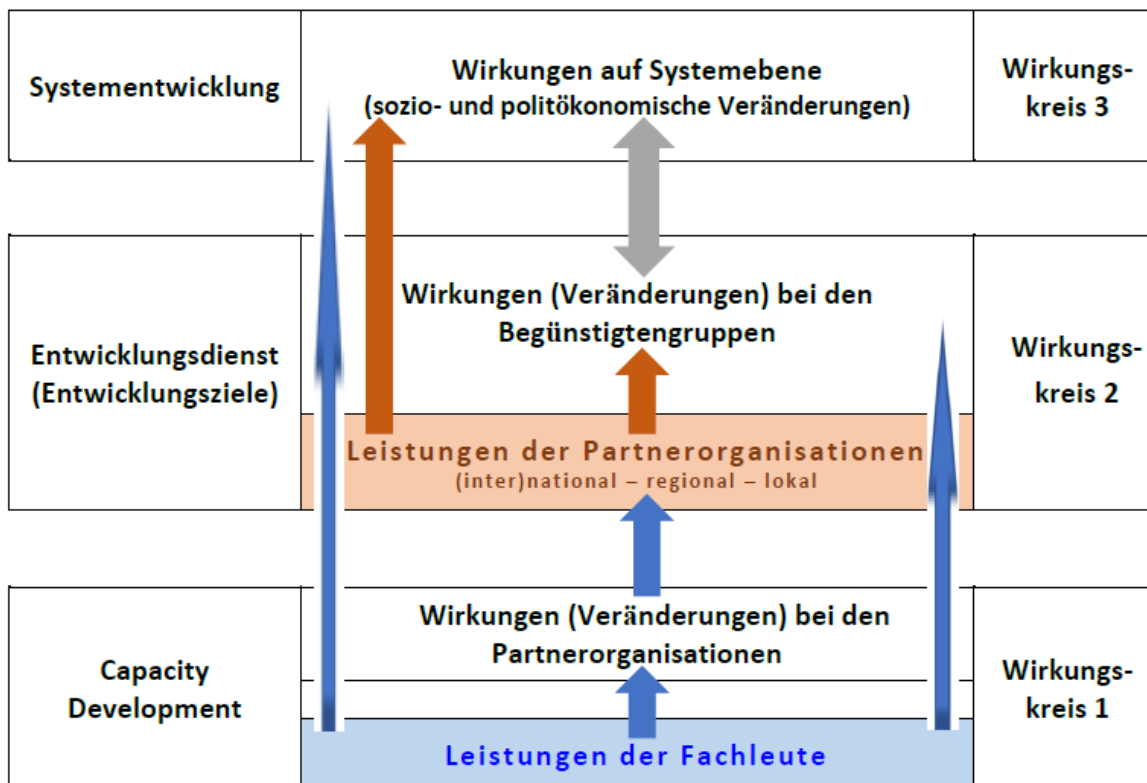 Systementwicklung
Wirkungen auf Systemebene
(sozio- und politökonomische Veränderungen)
Wirkungs-
kreis 3
Entwicklungsdienst
(Entwicklungsziele)
Wirkungen (Veränderungen) bei den
Begünstigtengruppen
Leistungen der Partnerorganisationen
(inter)national – regional – lokal
Wirkungs-
kreis 2
Capacity
Development
Wirkungen (Veränderungen) bei den
Partnerorganisationen
Leistungen der Fachleute
Wirkungs-
kreis 1